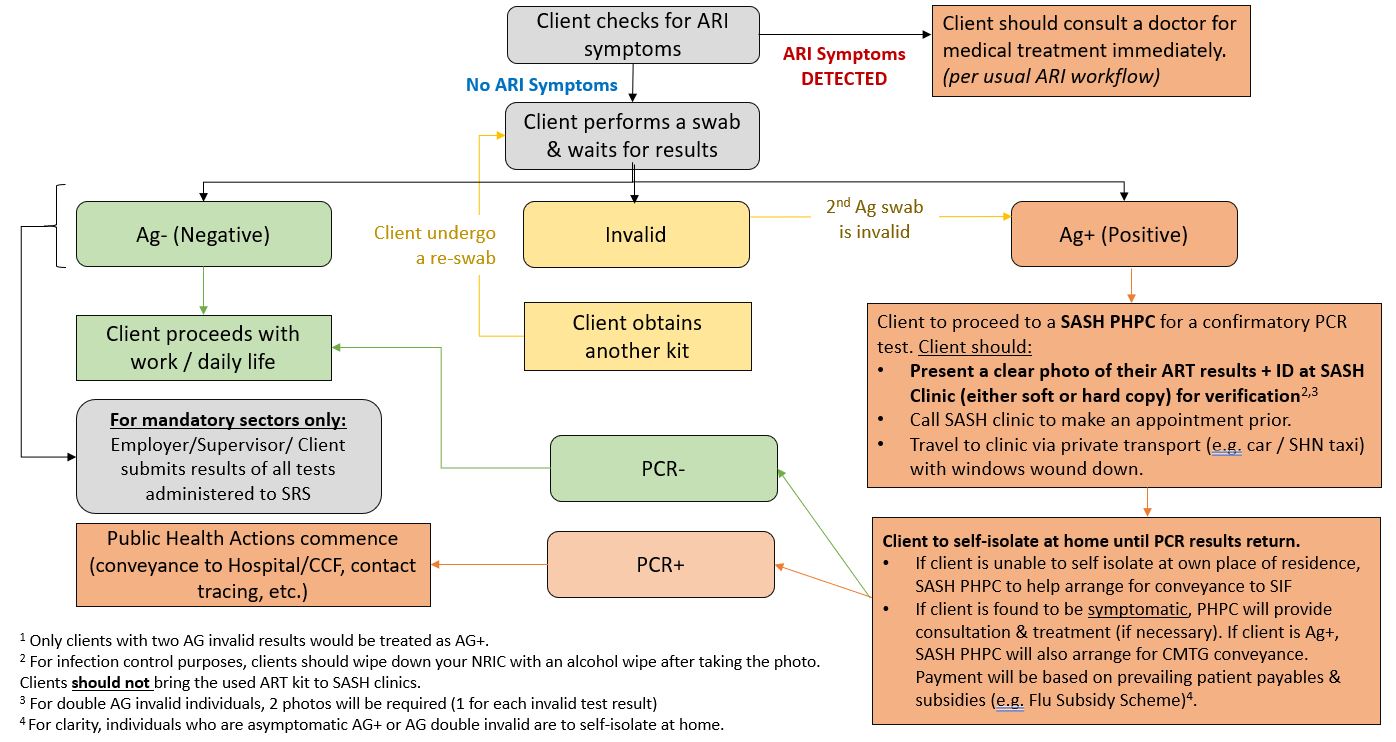 Client checks for ARI
symptoms
ARI Symptoms
DETECTED
Client should consult a doctor for
medical treatment immediately.
(per usual ARI workflow)
No ARI Symptoms
Client performs a swab
& waits for results
Ag- (Negative)
Client undergo
a re-swab
Invalid
2nd Ag swab
is invalid
Ag+ (Positive)
Client proceeds with
work / daily life
Client obtains
another kit
Client to proceed to a SASH PHPC for a confirmatory PCR
test. Client should:
• Present a clear photo of their ART results + ID at SASH
Clinic (either soft or hard copy) for verification2,3
• Call SASH clinic to make an appointment prior.
• Travel to clinic via private transport (e.g. car / SHN taxi)
with windows wound down.
For mandatory sectors only:
Employer/Supervisor/ Client
submits results of all tests
administered to SRS
PCR-
Public Health Actions commence
(conveyance to Hospital/CCF, contact
tracing, etc.)
PCR+
Client to self-isolate at home until PCR results return.
• If client is unable to self isolate at own place of residence,
SASH PHPC to help arrange for conveyance to SIF
• If client is found to be symptomatic, PHPC will provide
consultation & treatment (if necessary). If client is Ag+,
SASH PHPC will also arrange for CMTG conveyance.
Payment will be based on prevailing patient payables &
subsidies (e.g. Flu Subsidy Scheme)4.
1 Only clients with two AG invalid results would be treated as AG+.
2 For infection control purposes, clients should wipe down your NRIC with an alcohol wipe after taking the photo.
Clients should not bring the used ART kit to SASH clinics.
3 For double AG invalid individuals, 2 photos will be required (1 for each invalid test result)
4 For clarity, individuals who are asymptomatic AG+ or AG double invalid are to self-isolate at home.